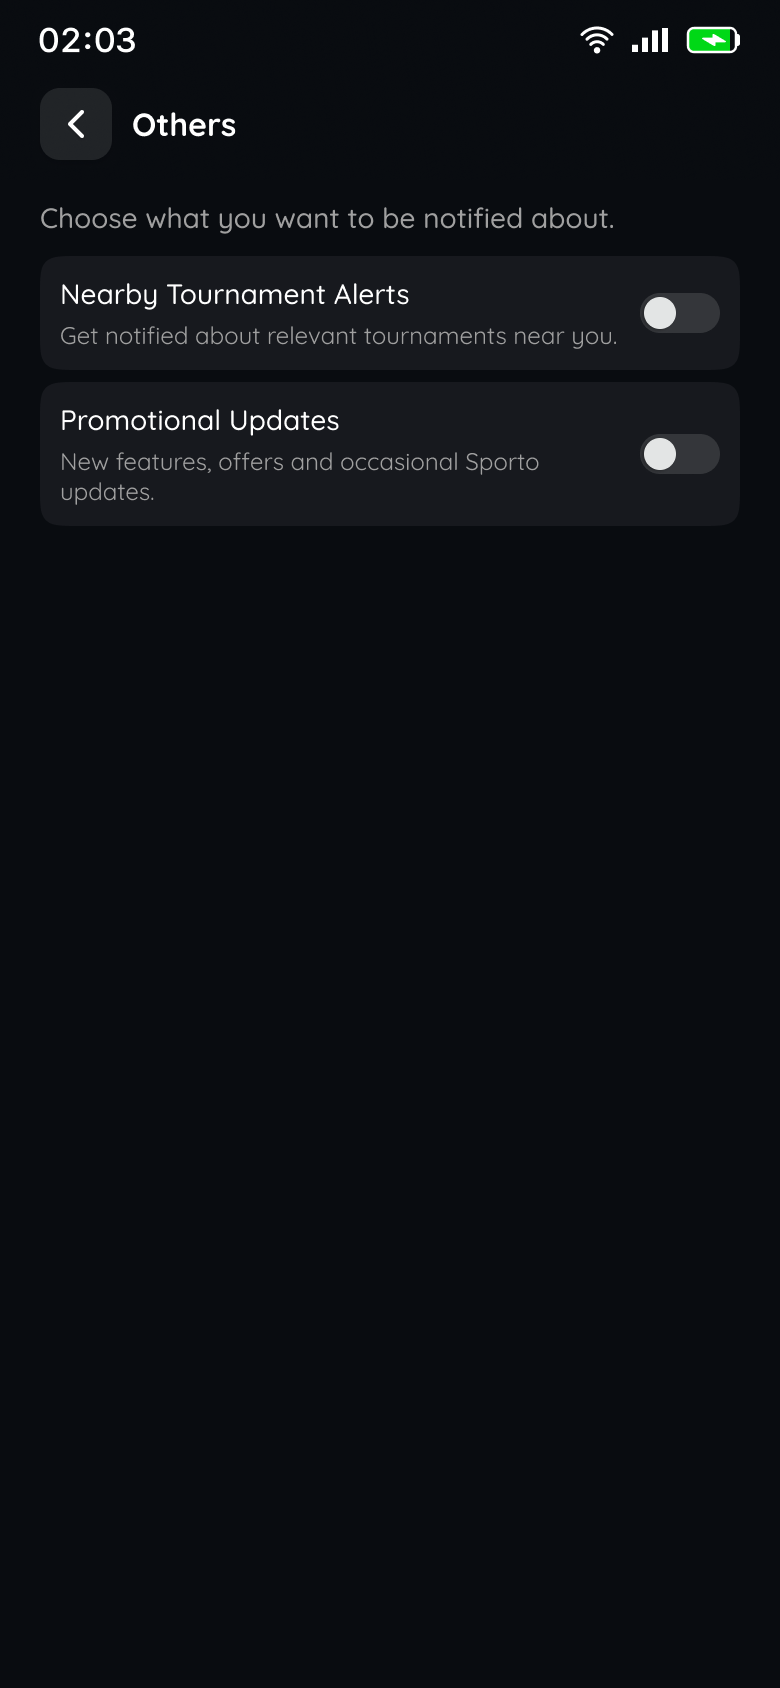 02:03
Others
Choose what you want to be notified about.
Nearby Tournament Alerts
Get notified about relevant tournaments near you.
Promotional Updates
New features, offers and occasional Sporto
updates.